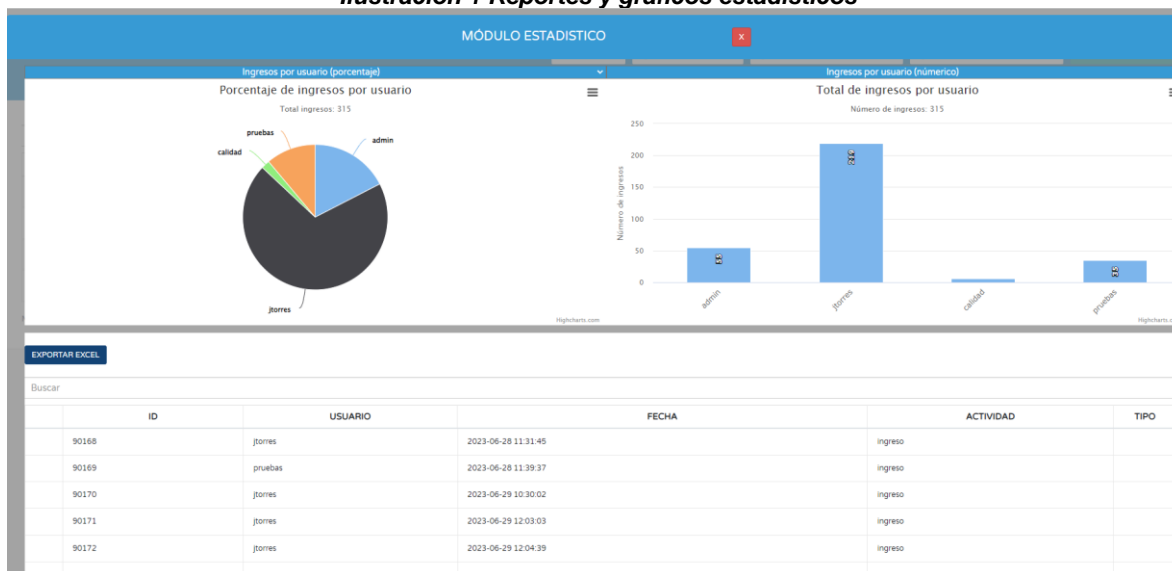 Ilustración 4 Reportes y gráficos estadísticos
MÓDULO ESTADISTICO
x
Ingresos por usuario (porcentaje)
Porcentaje de ingresos por usuario
Total ingresos: 315
pruebas
admin
calidad
jtorres
Highcharts.com
Ingresos por usuario (númerico)
Total de ingresos por usuario
Número de ingresos: 315
Número de ingresos
250
200
150
100
50
0
admin
jtorres
calidad
pruebas
EXPORTAR EXCEL
Buscar
ID USUARIO FECHA ACTIVIDAD TIPO
90168 jtorres 2023-06-28 11:31:45 ingreso
90169 pruebas 2023-06-28 11:39:37 ingreso
90170 jtorres 2023-06-29 10:30:02 ingreso
90171 jtorres 2023-06-29 12:03:03 ingreso
90172 jtorres 2023-06-29 12:04:39 ingreso